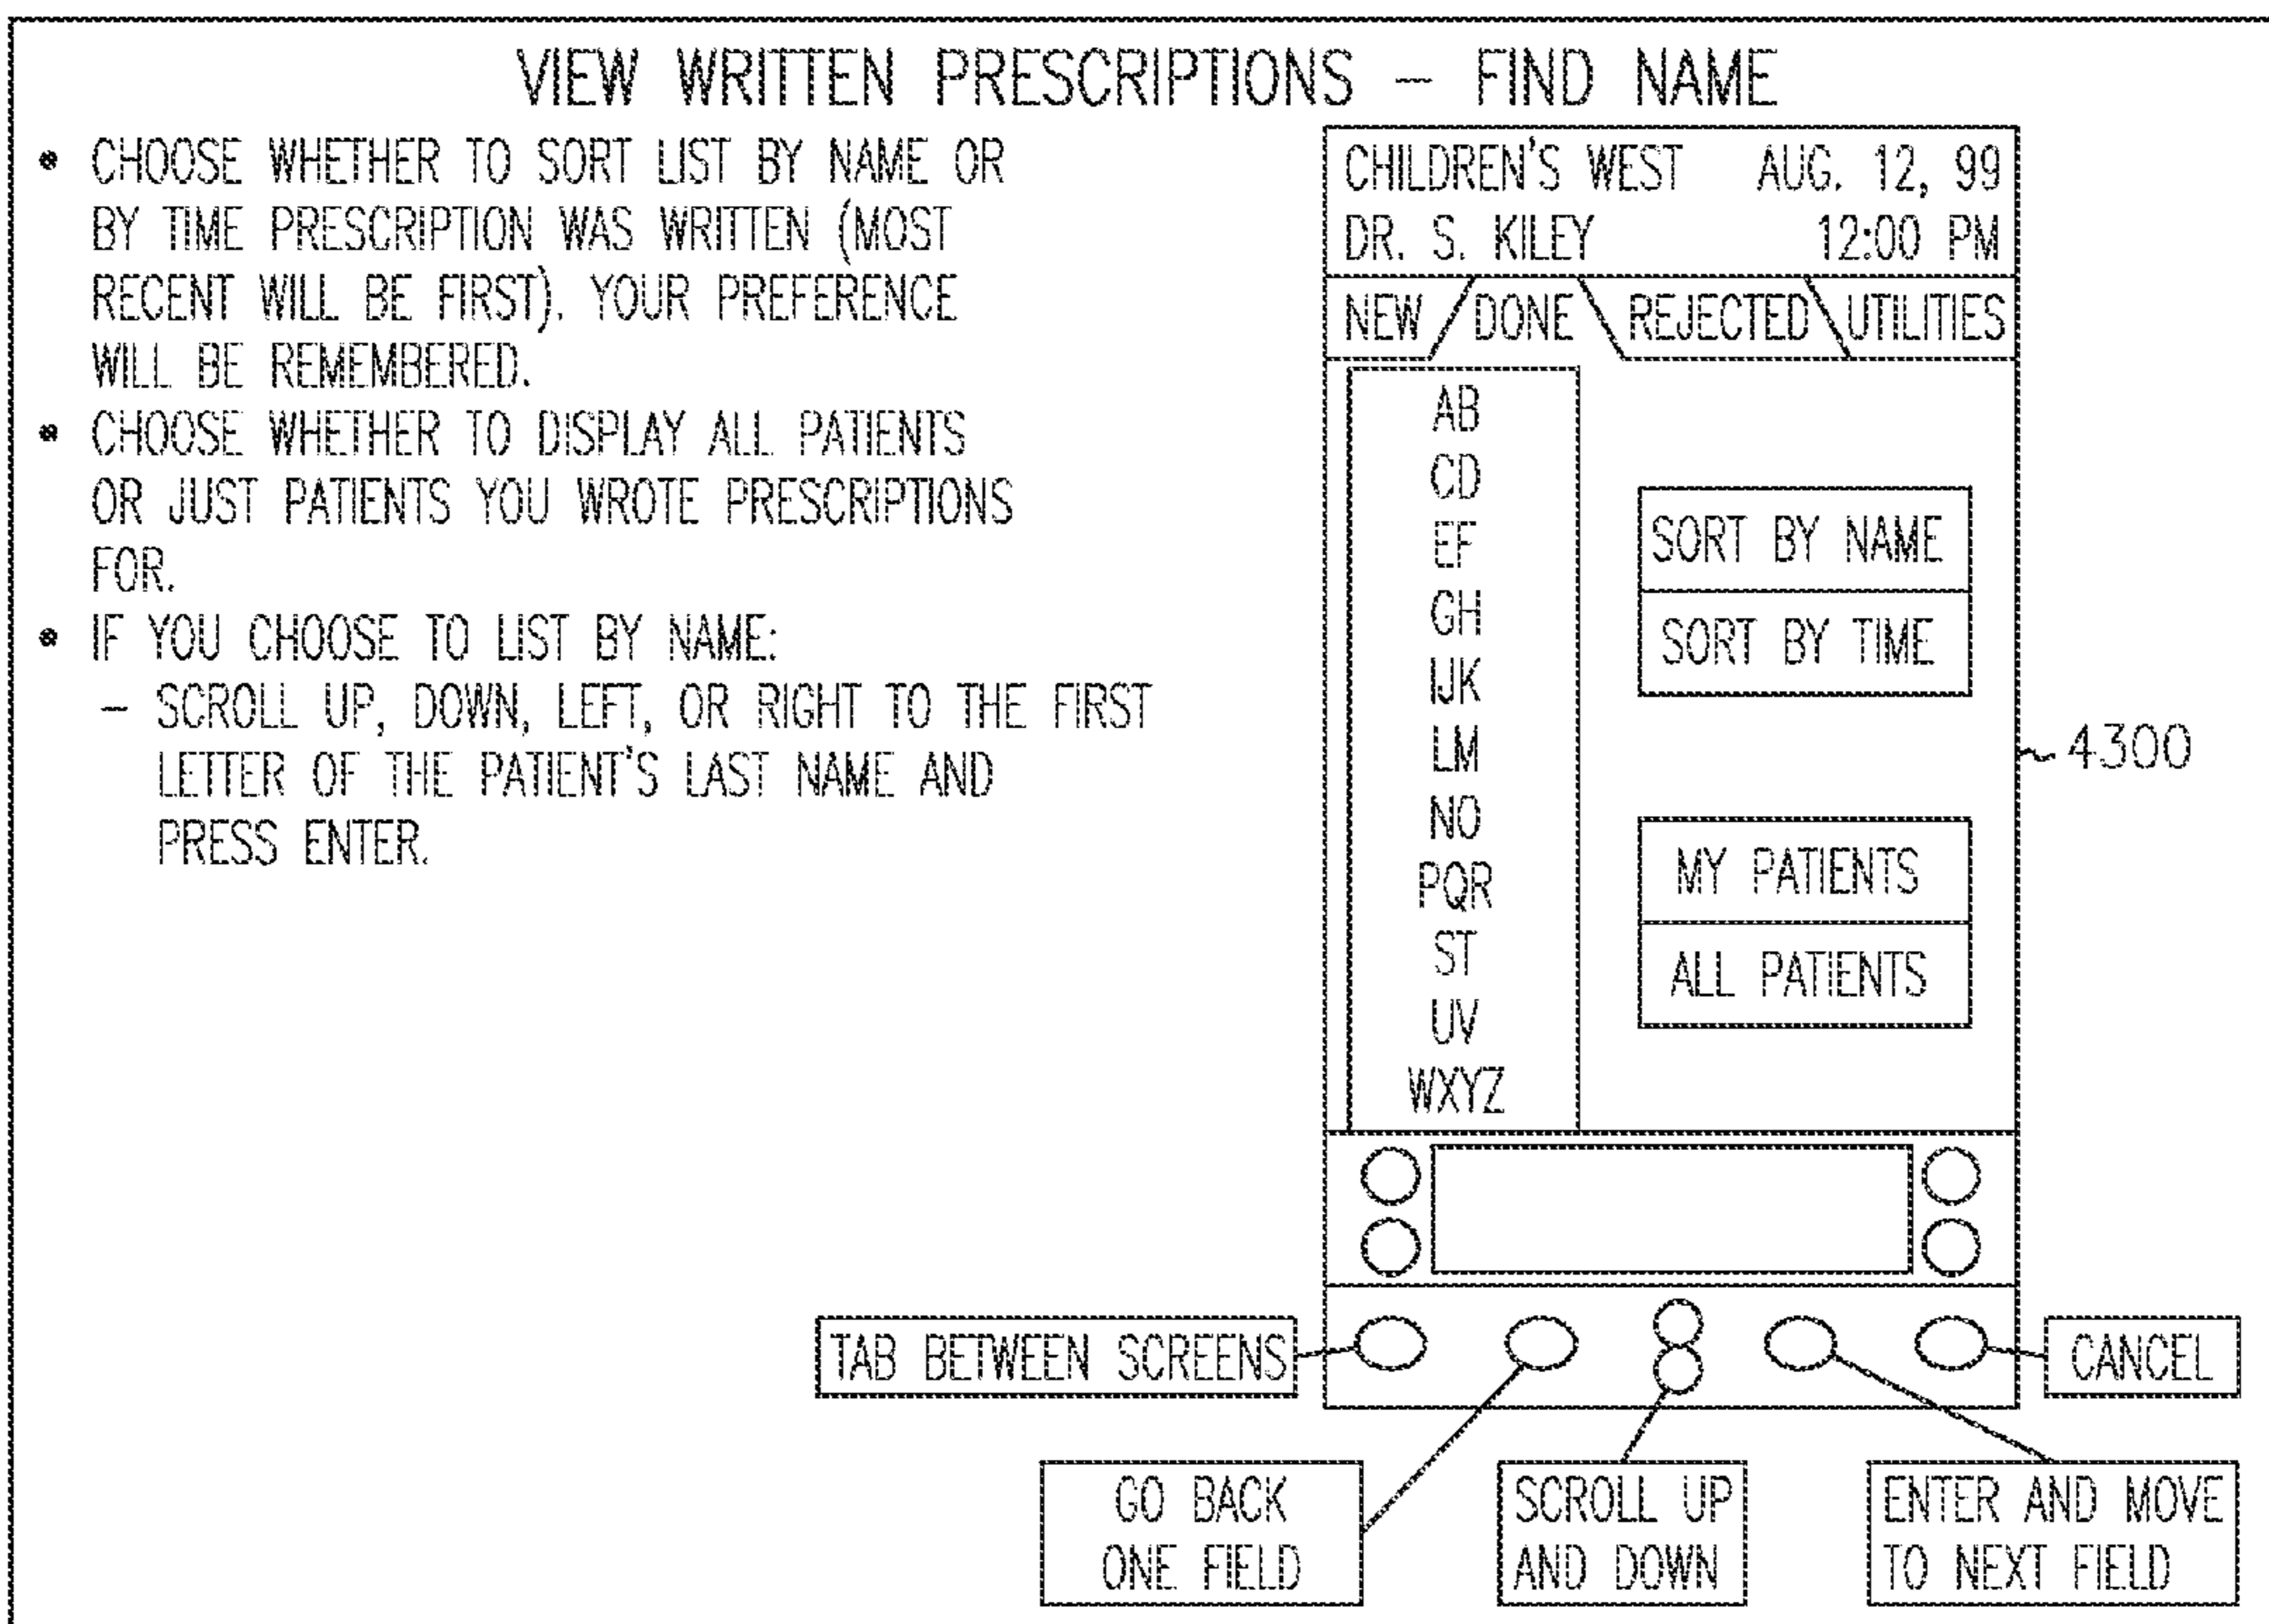 VIEW WRITTEN PRESCRIPTIONS – FIND NAME
• CHOOSE WHETHER TO SORT LIST BY NAME OR
BY TIME PRESCRIPTION WAS WRITTEN (MOST
RECENT WILL BE FIRST). YOUR PREFERENCE
WILL BE REMEMBERED.
• CHOOSE WHETHER TO DISPLAY ALL PATIENTS
OR JUST PATIENTS YOU WROTE PRESCRIPTIONS
FOR.
• IF YOU CHOOSE TO LIST BY NAME:
– SCROLL UP, DOWN, LEFT, OR RIGHT TO THE FIRST
LETTER OF THE PATIENT'S LAST NAME AND
PRESS ENTER.
CHILDREN'S WEST AUG. 12, 99
DR. S. KILEY 12:00 PM
NEW DONE REJECTED UTILITIES
AB
CD
EF
GH
IJK
LM
NO
PQR
ST
UV
WXYZ
SORT BY NAME
SORT BY TIME
MY PATIENTS
ALL PATIENTS
4300
TAB BETWEEN SCREENS
CANCEL
GO BACK
ONE FIELD
SCROLL UP
AND DOWN
ENTER AND MOVE
TO NEXT FIELD